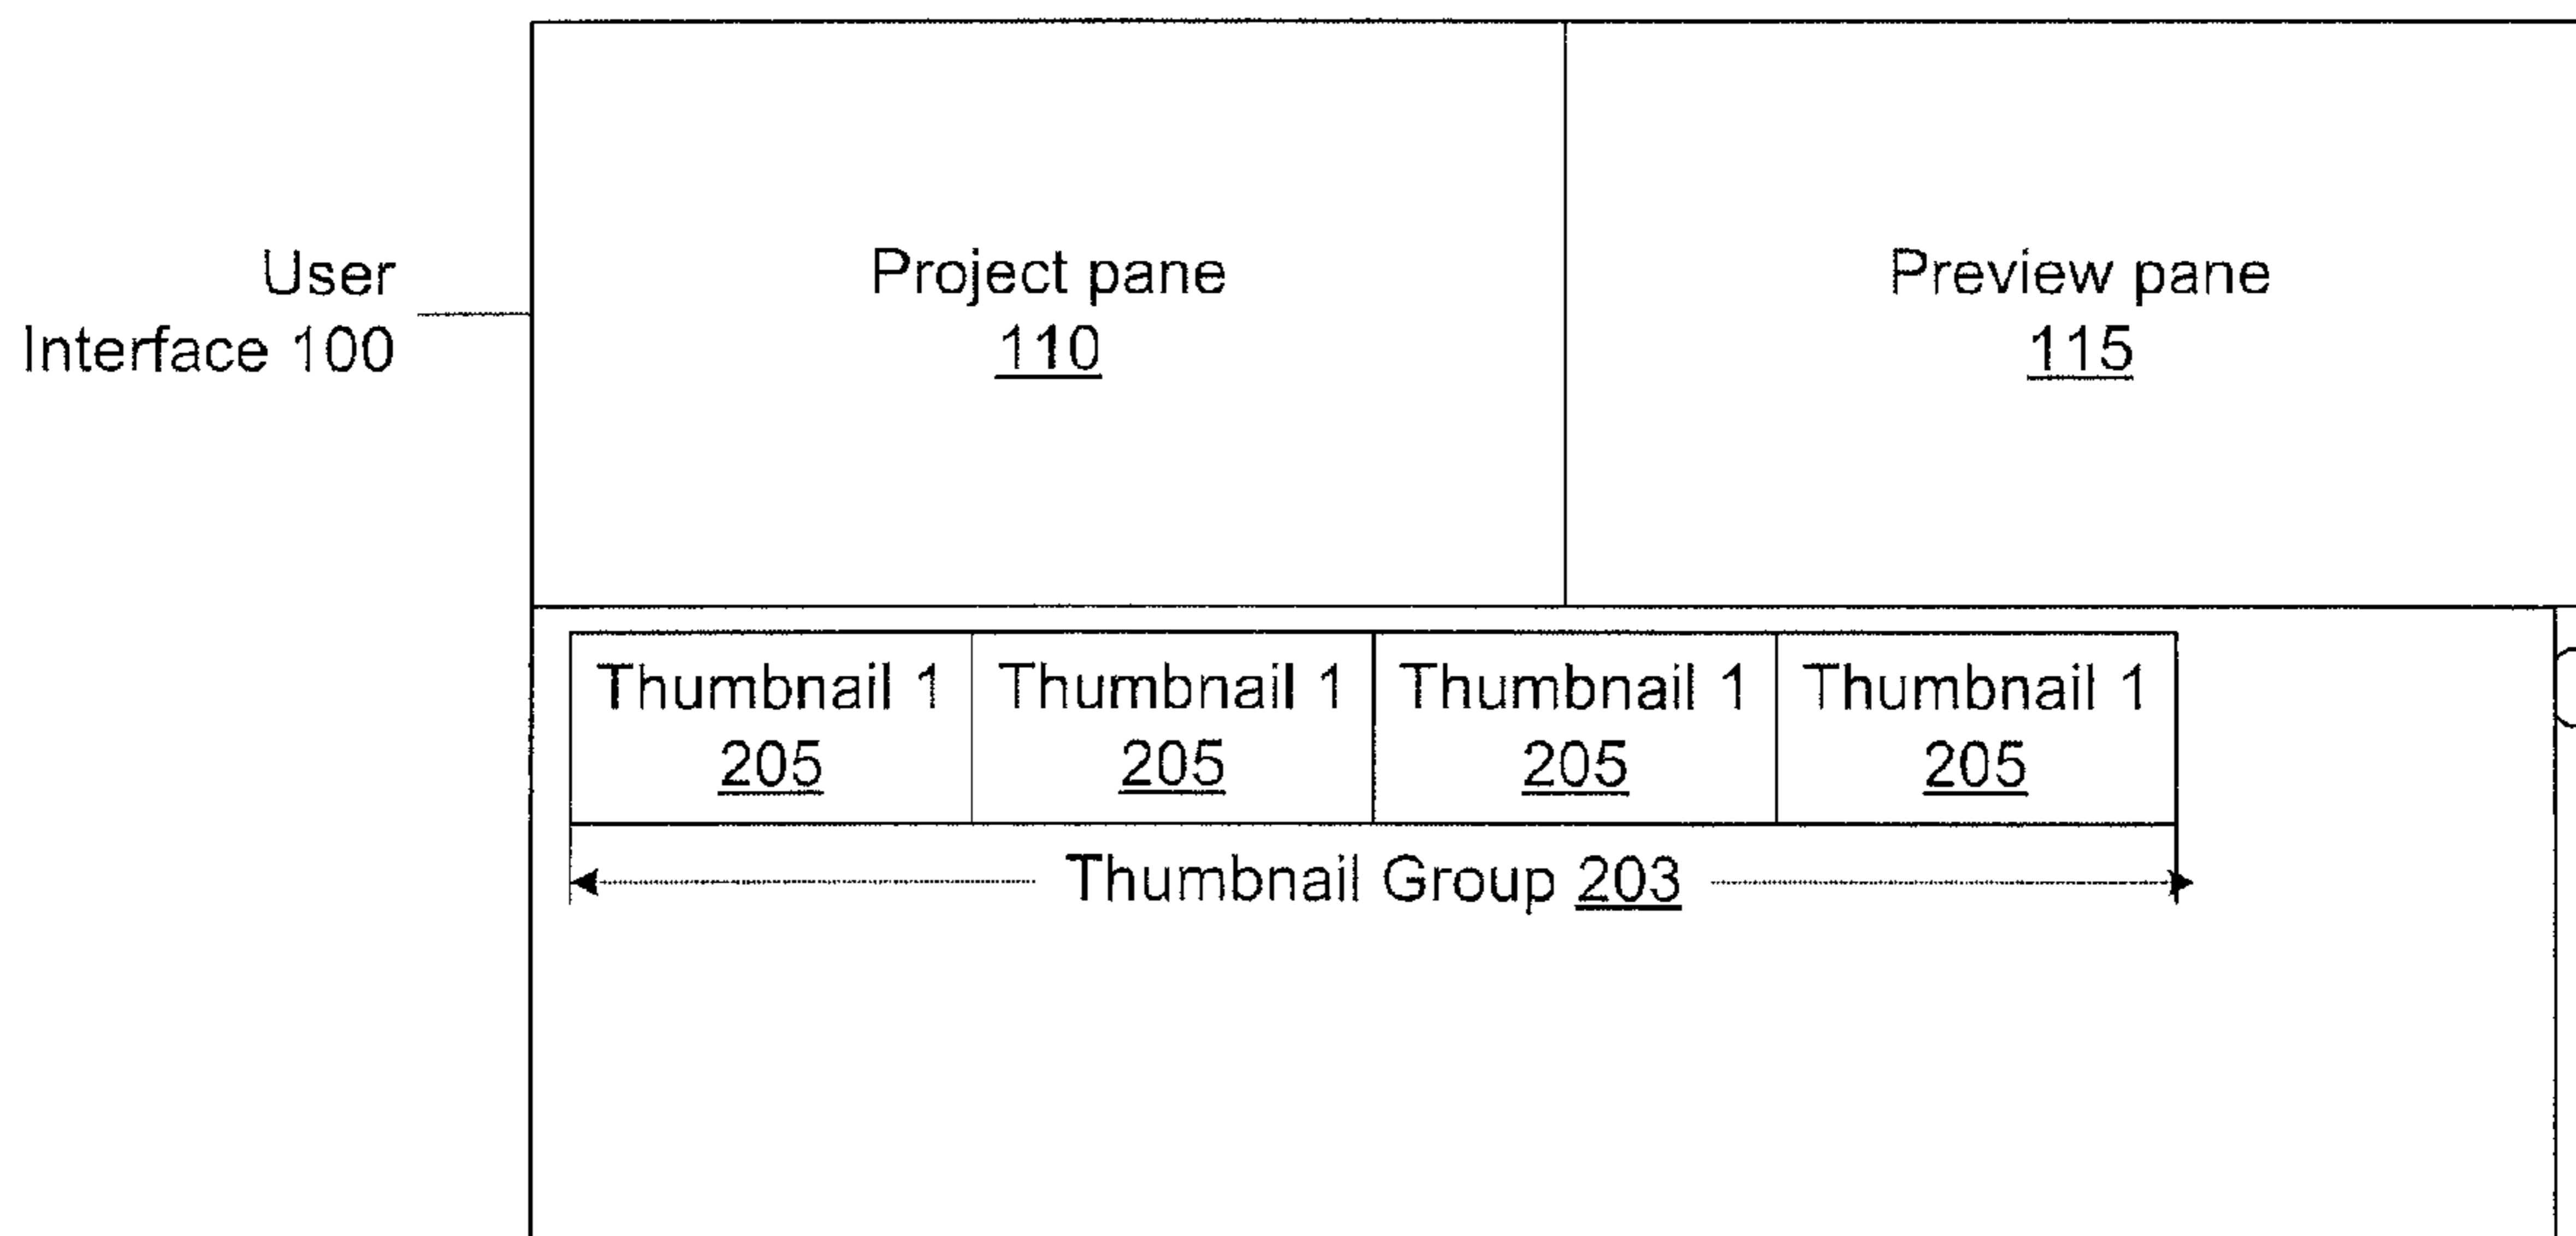 User
Interface 100
Project pane
110
Preview pane
115
Thumbnail 1
205
Thumbnail 1
205
Thumbnail 1
205
Thumbnail 1
205
Thumbnail Group 203